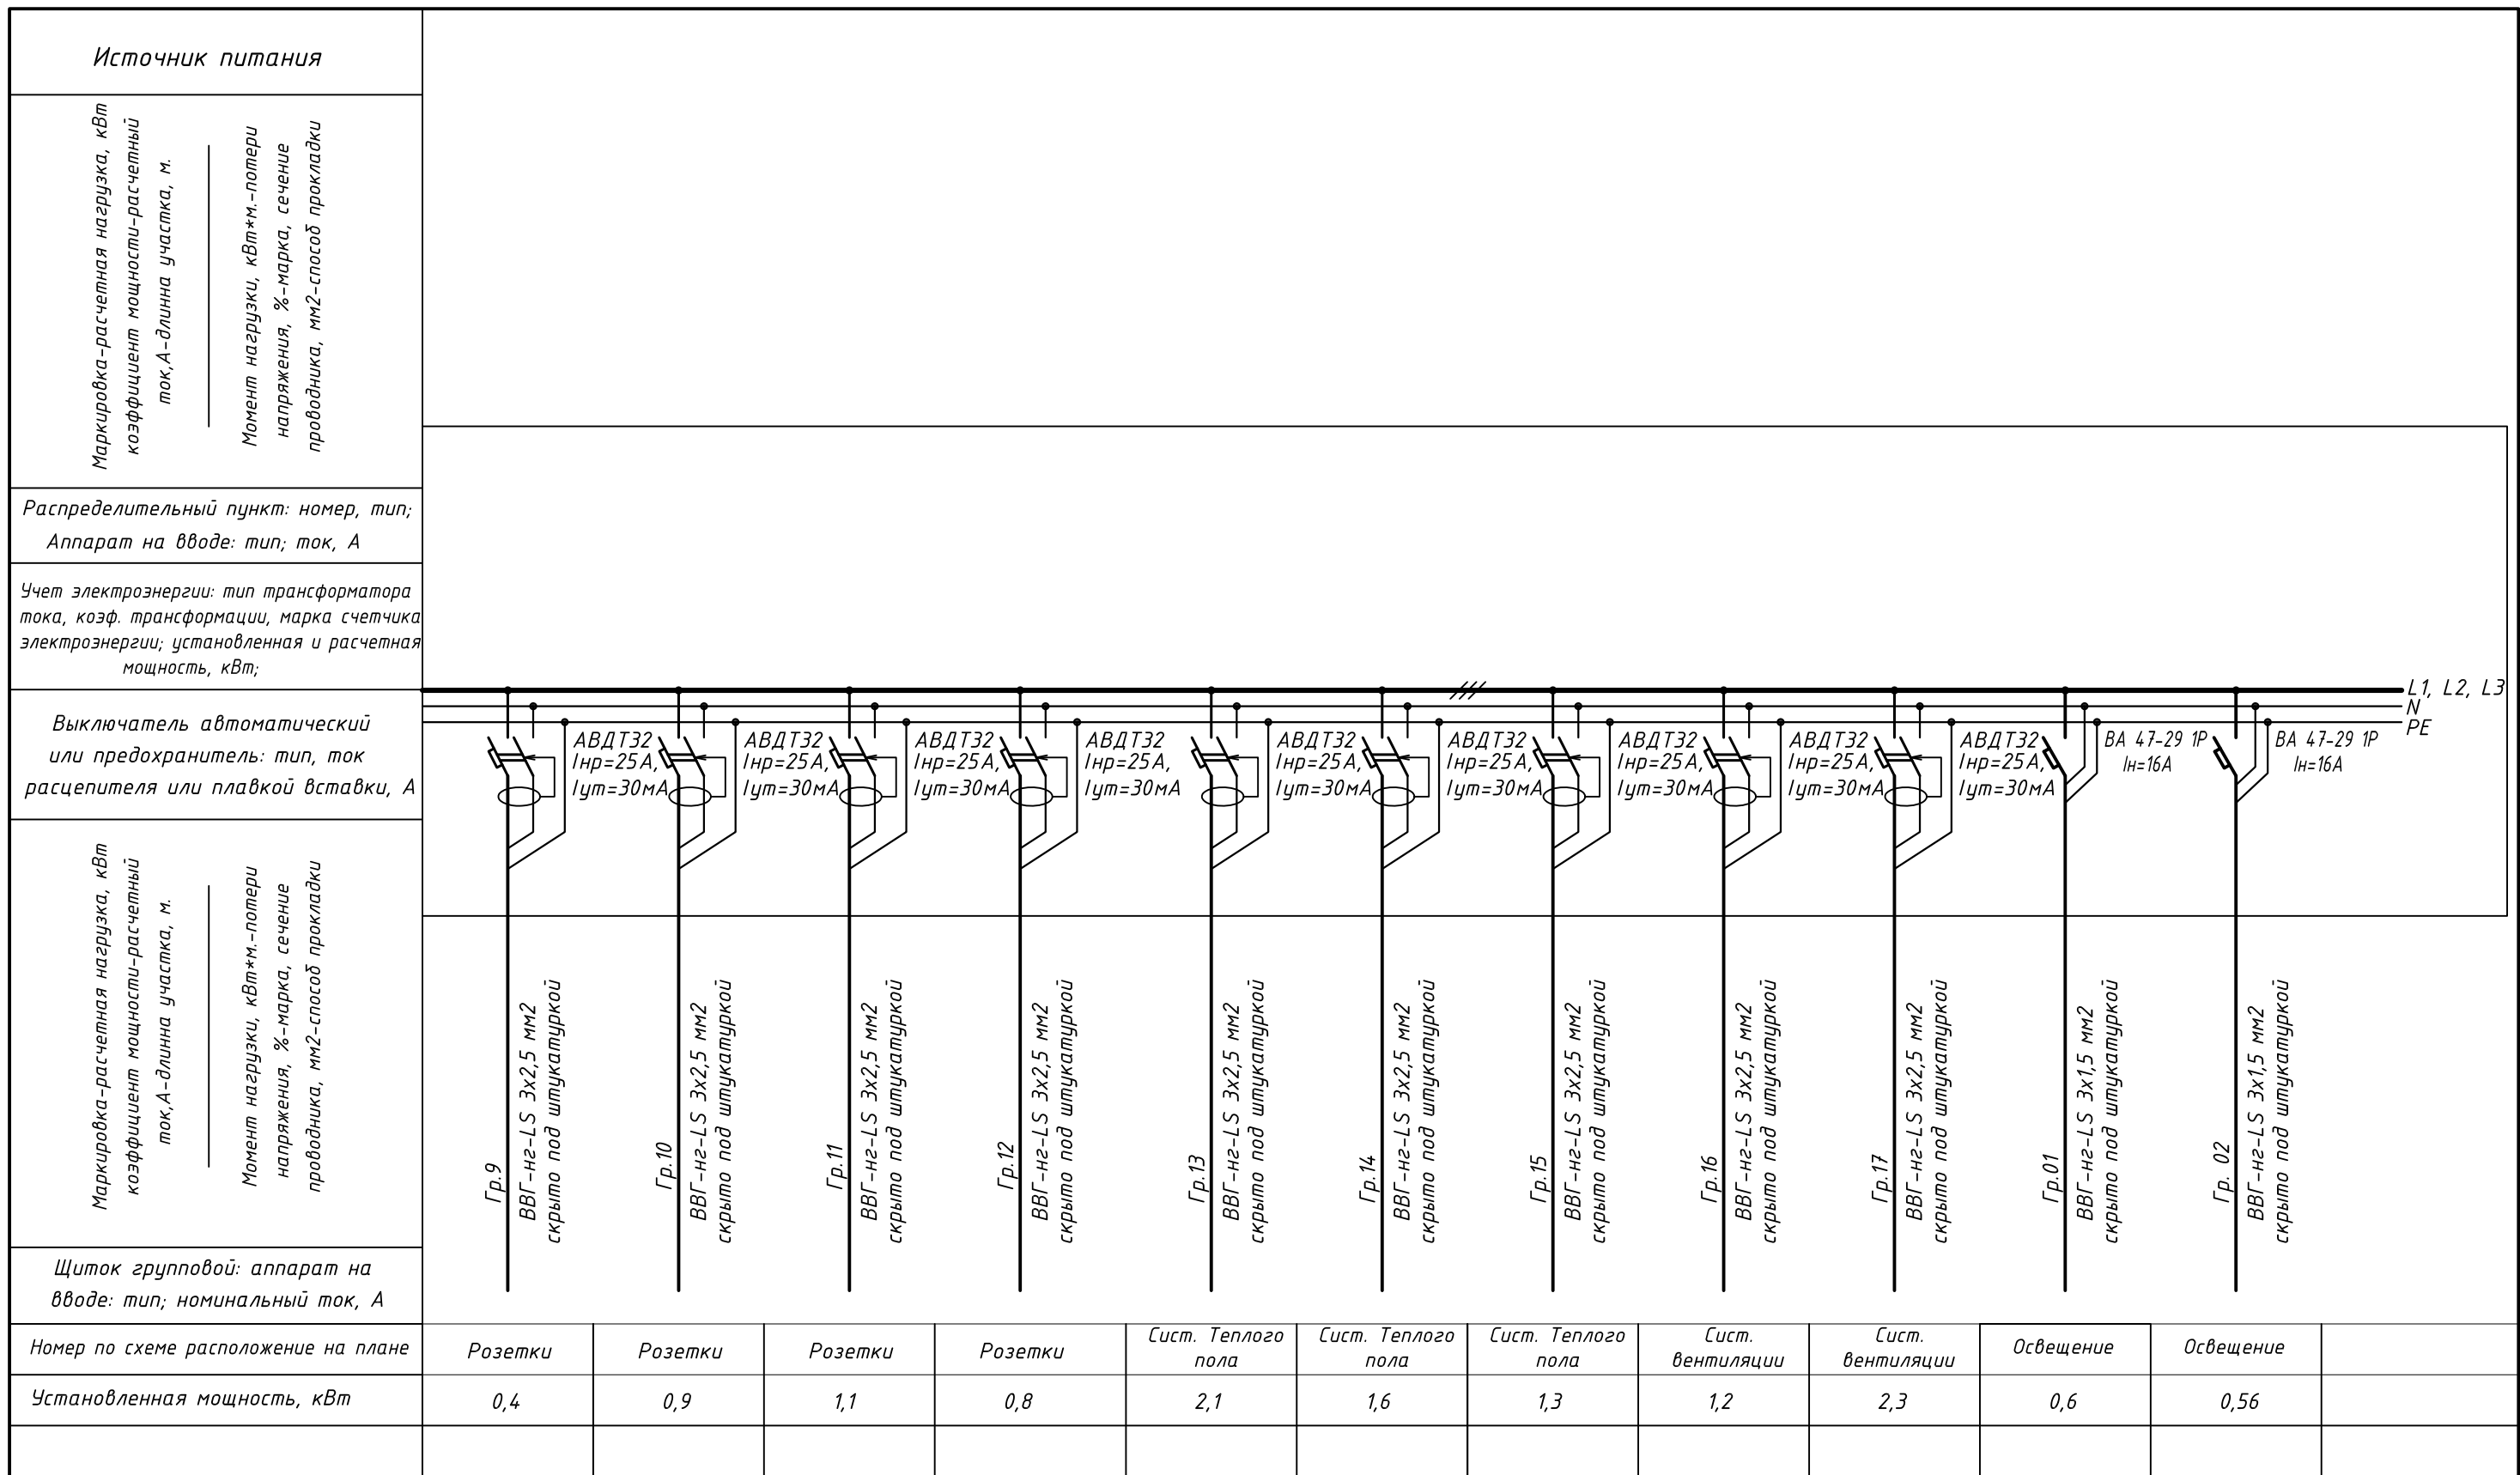 Источник питания
Маркировка-расчетная нагрузка, кВт
коэффициент мощности-расчетный
ток,А-длинна участка, м.
Момент нагрузки, кВт*м.-потери
напряжения, %-марка, сечение
проводника, мм2-способ прокладки
Распределительный пункт: номер, тип;
Аппарат на вводе: тип; ток, А
Учет электроэнергии: тип трансформатора
тока, коэф. трансформации, марка счетчика
электроэнергии; установленная и расчетная
мощность, кВт;
L1, L2, L3
N
PE
Выключатель автоматический
или предохранитель: тип, ток
расцепителя или плавкой вставки, А
АВДТ32
Iнр=25А,
Iут=30мА
АВДТ32
Iнр=25А,
Iут=30мА
АВДТ32
Iнр=25А,
Iут=30мА
АВДТ32
Iнр=25А,
Iут=30мА
АВДТ32
Iнр=25А,
Iут=30мА
АВДТ32
Iнр=25А,
Iут=30мА
АВДТ32
Iнр=25А,
Iут=30мА
АВДТ32
Iнр=25А,
Iут=30мА
АВДТ32
Iнр=25А,
Iут=30мА
ВА 47-29 1Р
Iн=16А
ВА 47-29 1Р
Iн=16А
Маркировка-расчетная нагрузка, кВт
коэффициент мощности-расчетный
ток,А-длинна участка, м.
Момент нагрузки, кВт*м.-потери
напряжения, %-марка, сечение
проводника, мм2-способ прокладки
Гр.9
ВВГ-нг-LS 3х2,5 мм2
скрыто под штукатуркой
Гр.10
ВВГ-нг-LS 3х2,5 мм2
скрыто под штукатуркой
Гр.11
ВВГ-нг-LS 3х2,5 мм2
скрыто под штукатуркой
Гр.12
ВВГ-нг-LS 3х2,5 мм2
скрыто под штукатуркой
Гр.13
ВВГ-нг-LS 3х2,5 мм2
скрыто под штукатуркой
Гр.14
ВВГ-нг-LS 3х2,5 мм2
скрыто под штукатуркой
Гр.15
ВВГ-нг-LS 3х2,5 мм2
скрыто под штукатуркой
Гр.16
ВВГ-нг-LS 3х2,5 мм2
скрыто под штукатуркой
Гр.17
ВВГ-нг-LS 3х2,5 мм2
скрыто под штукатуркой
Гр.01
ВВГ-нг-LS 3х1,5 мм2
скрыто под штукатуркой
Гр. 02
ВВГ-нг-LS 3х1,5 мм2
скрыто под штукатуркой
Щиток групповой: аппарат на
вводе: тип; номинальный ток, А
Номер по схеме расположение на плане
Розетки
Розетки
Розетки
Розетки
Сист. Теплого
пола
Сист. Теплого
пола
Сист. Теплого
пола
Сист.
вентиляции
Сист.
вентиляции
Освещение
Освещение
Установленная мощность, кВт
0,4
0,9
1,1
0,8
2,1
1,6
1,3
1,2
2,3
0,6
0,56